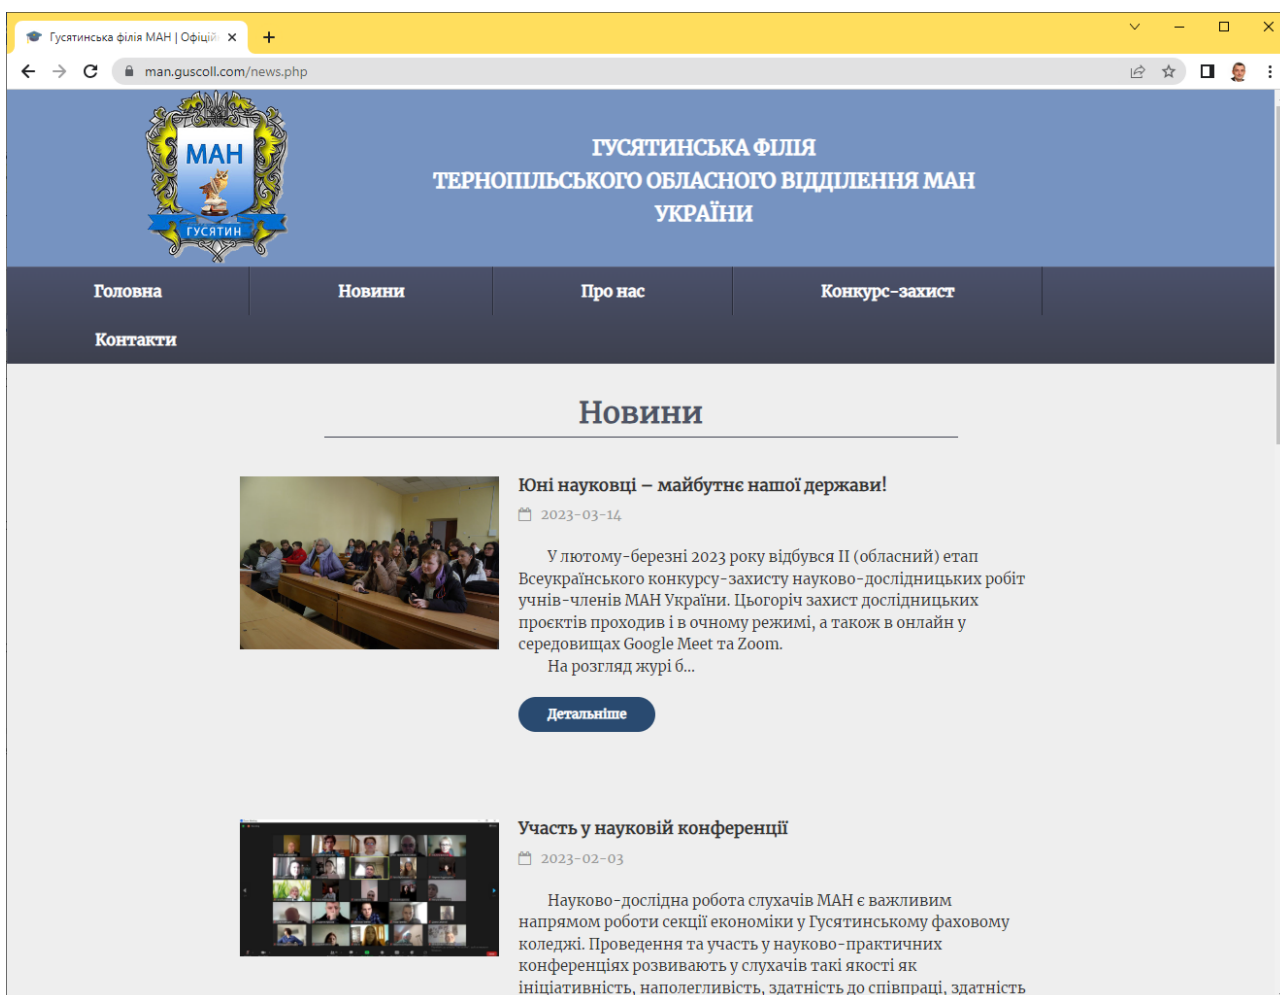 Гусятинська філія МАН | Офіцій
man.guscoll.com/news.php
МАН
ГУСЯТИН
ГУСЯТИНСЬКА ФІЛІЯ
ТЕРНОПІЛЬСЬКОГО ОБЛАСНОГО ВІДДІЛЕННЯ МАН
УКРАЇНИ
Головна Новини Про нас Конкурс-захист
Контакти
Новини
Юні науковці – майбутнє нашої держави!
2023-03-14
У лютому-березні 2023 року відбувся ІІ (обласний) етап
Всеукраїнського конкурсу-захисту науково-дослідницьких робіт
учнів-членів МАН України. Цьогоріч захист дослідницьких
проєктів проходив і в очному режимі, а також в онлайн у
середовищах Google Meet та Zoom.
На розгляд журі б...
Детальніше
Участь у науковій конференції
2023-02-03
Науково-дослідна робота слухачів МАН є важливим
напрямом роботи секції економіки у Гусятинському фаховому
коледжі. Проведення та участь у науково-практичних
конференціях розвивають у слухачів такі якості як
ініціативність, наполегливість, здатність до співпраці, здатність